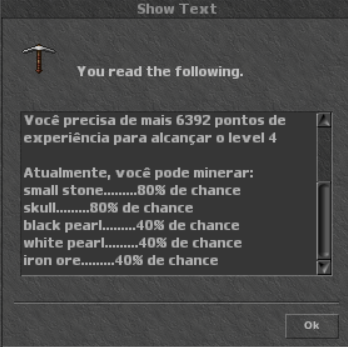 Show Text
You read the following.
Você precisa de mais 6392 pontos de
experiência para alcançar o level 4
Atualmente, você pode minerar:
small stone.........80% de chance
skull.........80% de chance
black pearl.........40% de chance
white pearl.........40% de chance
iron ore.........40% de chance
Ok